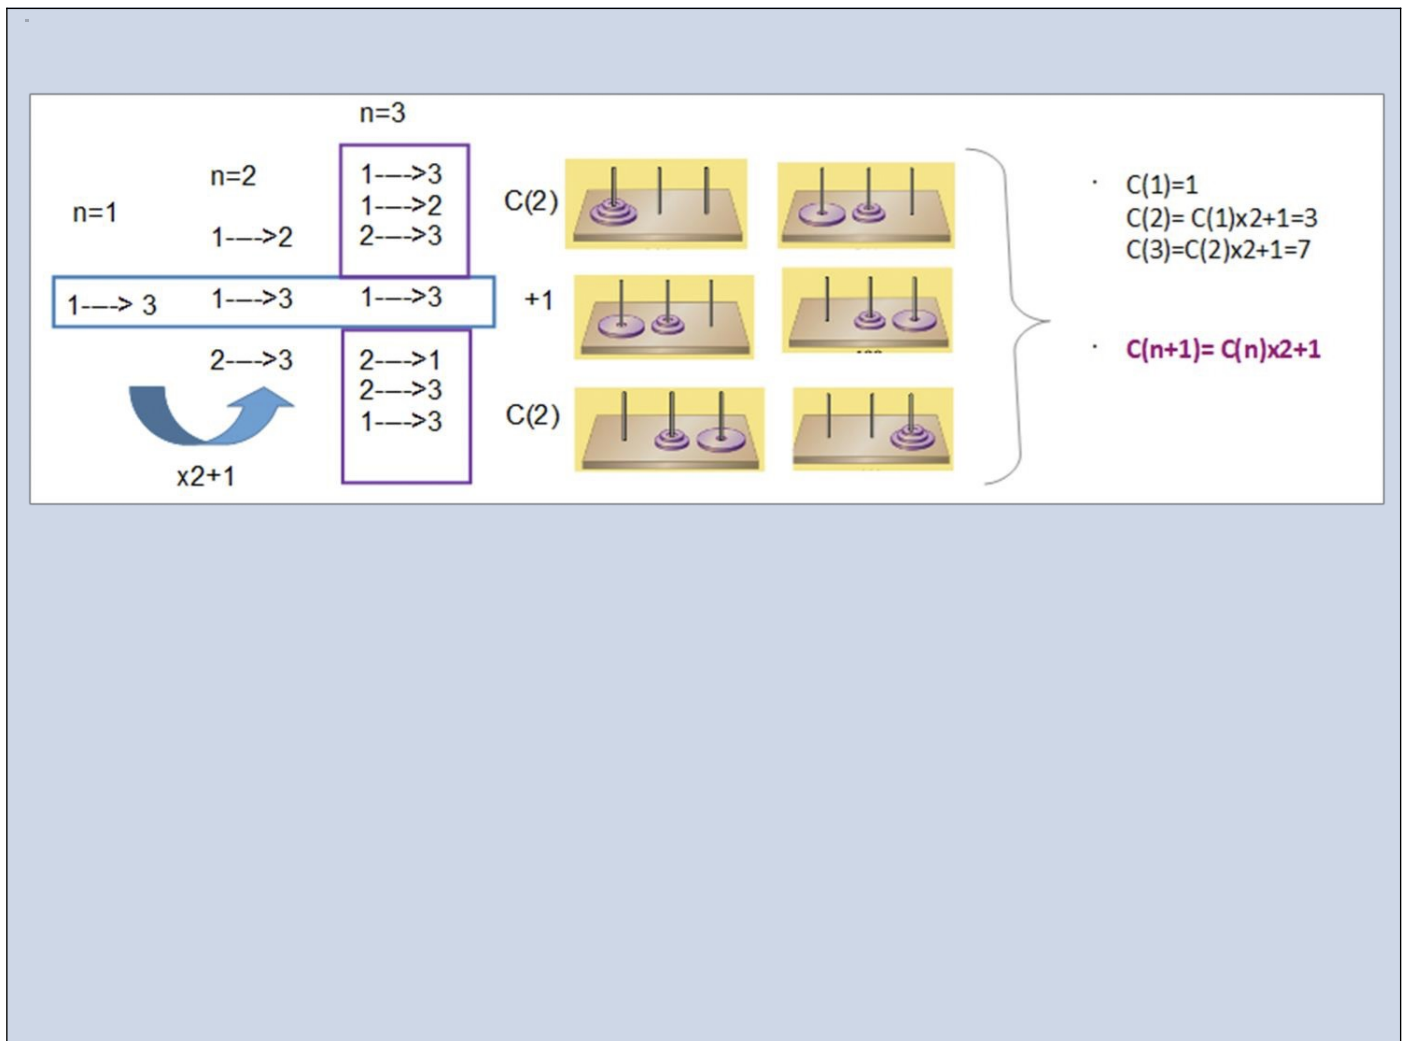 n=3
n=2
n=1
1---->3
1---->2
2---->3
1---->2
1----> 3
1---->3
1---->3
2---->3
2---->1
2---->3
1---->3
x2+1
C(2)
+1
C(2)
· C(1)=1
C(2)= C(1)x2+1=3
C(3)=C(2)x2+1=7
· C(n+1)= C(n)x2+1